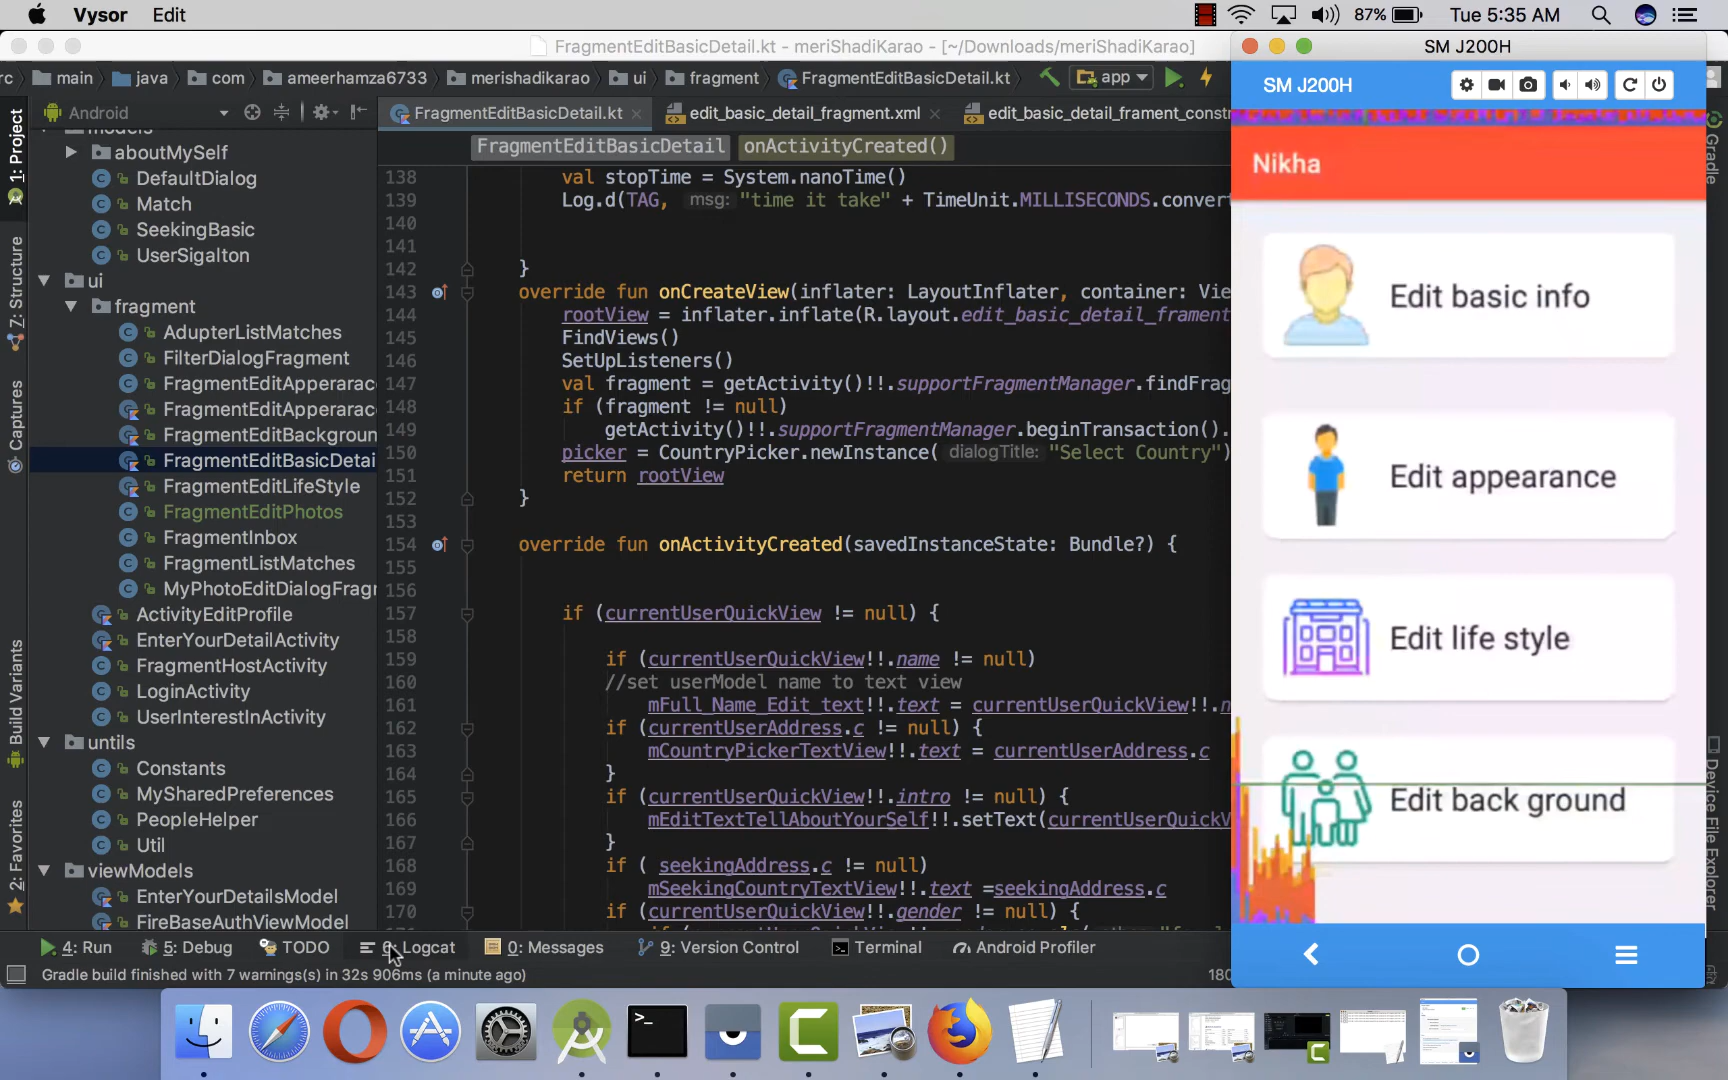 Vysor Edit
87% Tue 5:35 AM
FragmentEditBasicDetail.kt - meriShadiKarao - [~/Downloads/meriShadiKarao]
SM J200H
rc main java com ameerhamza6733 merishadikarao ui fragment FragmentEditBasicDetail.kt app
SM J200H
Android
FragmentEditBasicDetail.kt edit_basic_detail_fragment.xml edit_basic_detail_frament_constr
FragmentEditBasicDetail onActivityCreated()
1: Project
7: Structure
Captures
Build Variants
2: Favorites
models
aboutMySelf
DefaultDialog
Match
SeekingBasic
UserSigalton
ui
fragment
AdupterListMatches
FilterDialogFragment
FragmentEditApperarac
FragmentEditApperarac
FragmentEditBackgroun
FragmentEditBasicDetai
FragmentEditLifeStyle
FragmentEditPhotos
FragmentInbox
FragmentListMatches
MyPhotoEditDialogFragr
ActivityEditProfile
EnterYourDetailActivity
FragmentHostActivity
LoginActivity
UserInterestInActivity
untils
Constants
MySharedPreferences
PeopleHelper
Util
viewModels
EnterYourDetailsModel
FireBaseAuthViewModel
138 val stopTime = System.nanoTime()
139 Log.d(TAG, msg: "time it take" + TimeUnit.MILLISECONDS.convert
140
141
142 }
143 override fun onCreateView(inflater: LayoutInflater, container: Vie
144 rootView = inflater.inflate(R.layout.edit_basic_detail_frament
145 FindViews()
146 SetUpListeners()
147 val fragment = getActivity()!!.supportFragmentManager.findFrag
148 if (fragment != null)
149 getActivity()!!.supportFragmentManager.beginTransaction().
150 picker = CountryPicker.newInstance( dialogTitle: "Select Country")
151 return rootView
152 }
153
154 override fun onActivityCreated(savedInstanceState: Bundle?) {
155
156
157 if (currentUserQuickView != null) {
158
159 if (currentUserQuickView!!.name != null)
160 //set userModel name to text view
161 mFull_Name_Edit_text!!.text = currentUserQuickView!!.n
162 if (currentUserAddress.c != null) {
163 mCountryPickerTextView!!.text = currentUserAddress.c
164 }
165 if (currentUserQuickView!!.intro != null) {
166 mEditTextTellAboutYourSelf!!.setText(currentUserQuickV
167 }
168 if ( seekingAddress.c != null)
169 mSeekingCountryTextView!!.text =seekingAddress.c
170 if (currentUserQuickView!!.gender != null) {
Nikha
Edit basic info
Edit appearance
Edit life style
Edit back ground
Gradle
Device File Explorer
4: Run 5: Debug TODO 6: Logcat 0: Messages 9: Version Control Terminal Android Profiler
Gradle build finished with 7 warnings(s) in 32s 906ms (a minute ago) 180